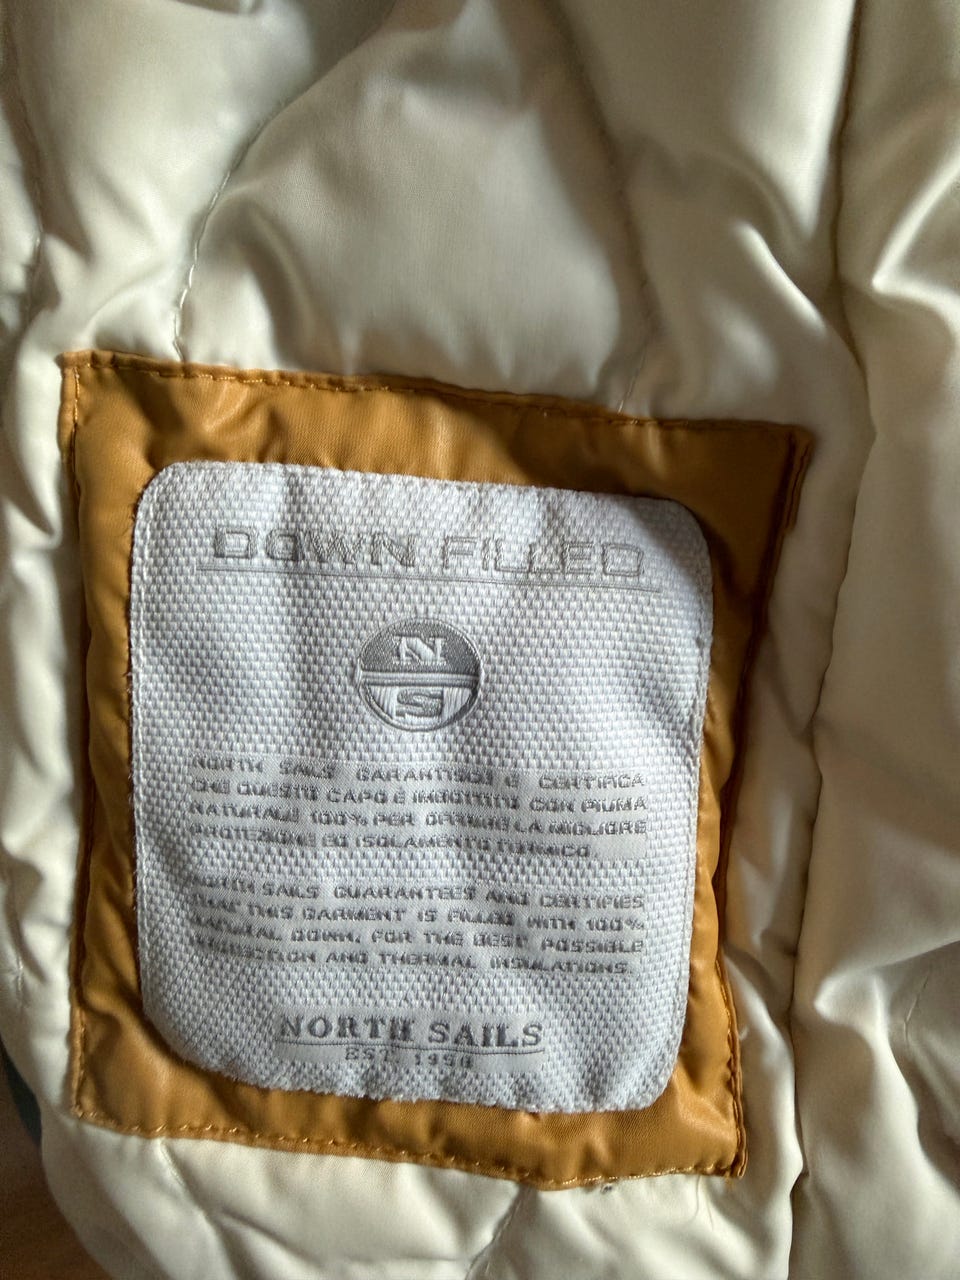 DOWN FILLED
N
S
NORTH SAILS GARANTISCE E CERTIFICA
CHE QUESTO CAPO E IMBOTTITO CON PIUMA
NATURALE 100% PER OFFRIRE LA MIGLIORE
PROTEZIONE ED ISOLAMENTO TERMICO
NORTH SAILS GUARANTEES AND CERTIFIES
THAT THIS GARMENT IS FILLED WITH 100%
NATURAL DOWN, FOR THE BEST POSSIBLE
PROTECTION AND THERMAL INSULATIONS.
NORTH SAILS
EST.